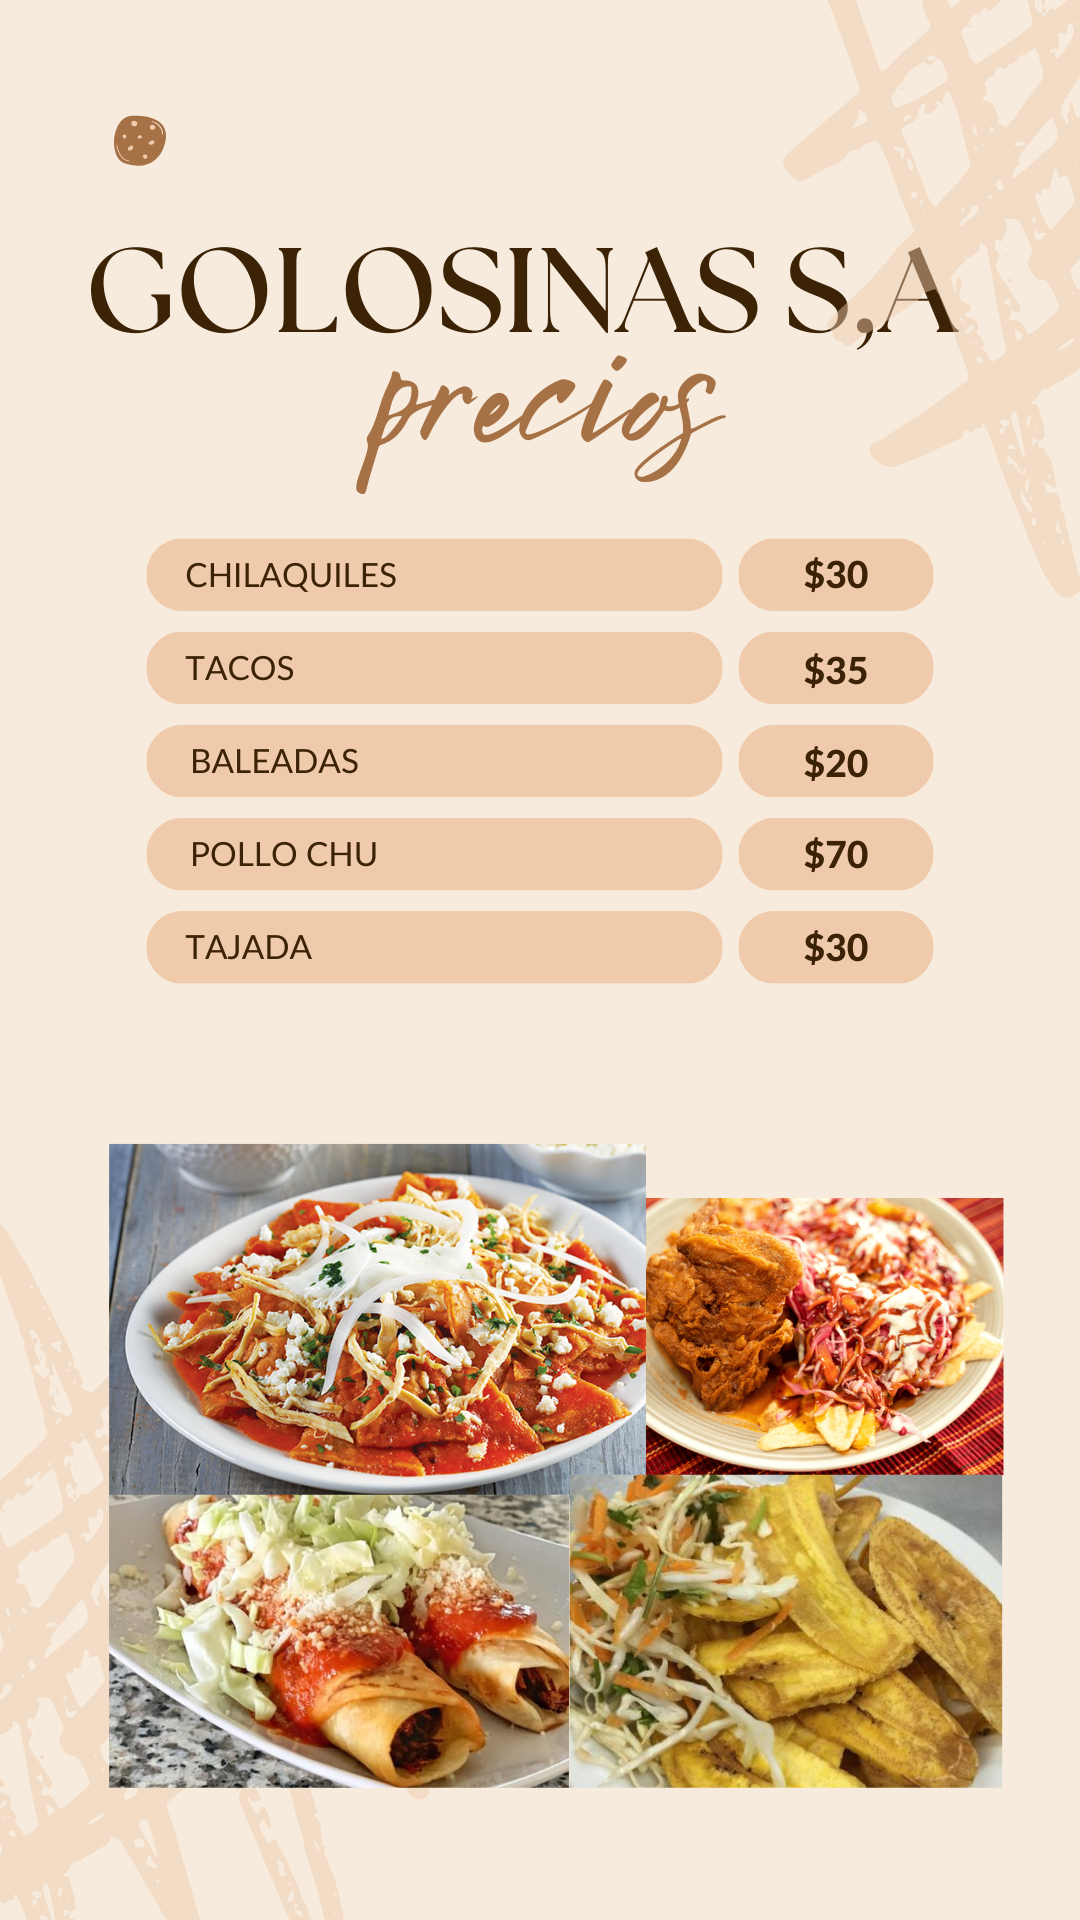 GOLOSINAS S,A
precios
CHILAQUILES $30
TACOS $35
BALEADAS $20
POLLO CHU $70
TAJADA $30